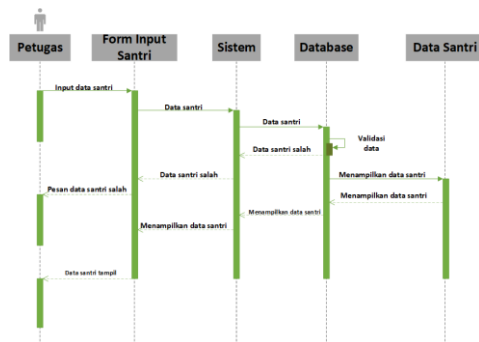 Petugas
Form Input
Santri
Sistem
Database
Data Santri
Input data santri
Data santri
Data santri
Validasi
data
Data santri salah
Data santri salah
Menampilkan data santri
Pesan data santri salah
Menampilkan data santri
Menampilkan data santri
Menampilkan data santri
Data santri tampil